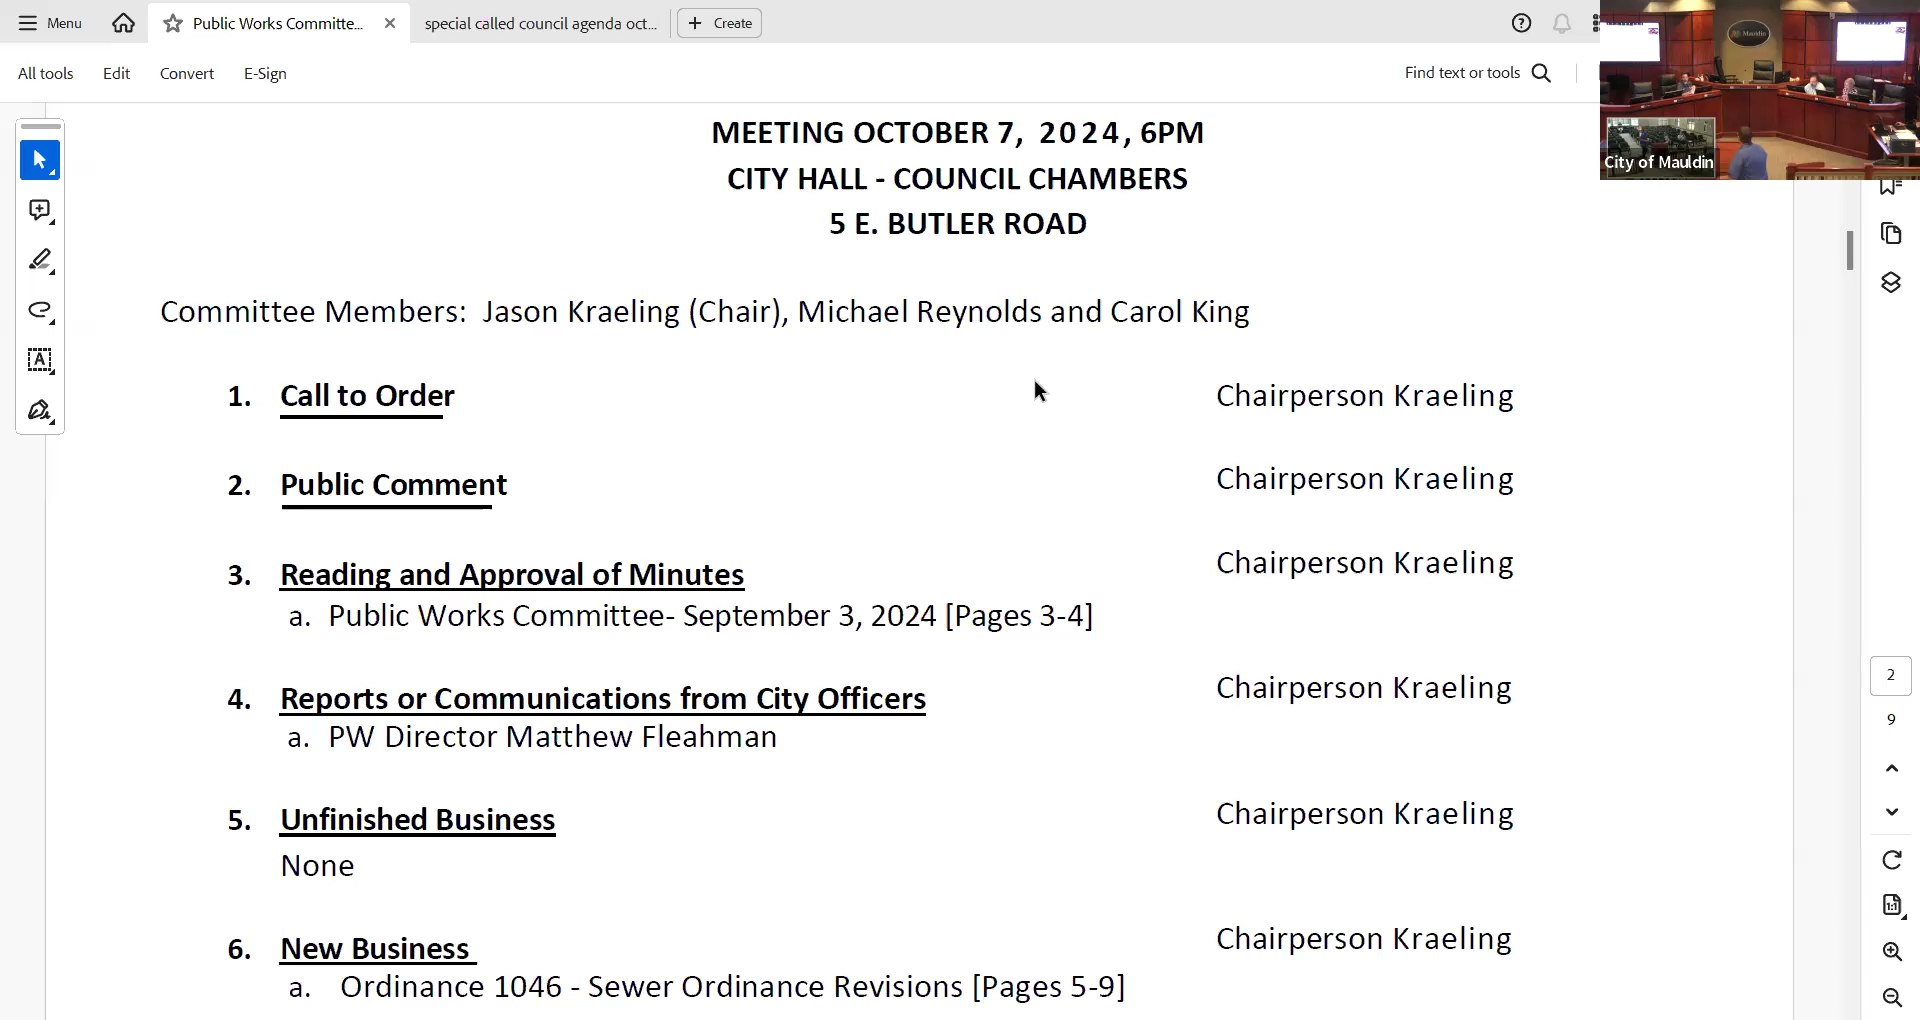 Menu
Public Works Committe...
special called council agenda oct...
Create
All tools
Edit
Convert
E-Sign
Find text or tools
Mauldin
City of Mauldin
MEETING OCTOBER 7, 2024, 6PM
CITY HALL - COUNCIL CHAMBERS
5 E. BUTLER ROAD
Committee Members: Jason Kraeling (Chair), Michael Reynolds and Carol King
1. Call to Order Chairperson Kraeling
2. Public Comment Chairperson Kraeling
3. Reading and Approval of Minutes Chairperson Kraeling
a. Public Works Committee- September 3, 2024 [Pages 3-4]
4. Reports or Communications from City Officers Chairperson Kraeling
a. PW Director Matthew Fleahman
5. Unfinished Business Chairperson Kraeling
None
6. New Business Chairperson Kraeling
a. Ordinance 1046 - Sewer Ordinance Revisions [Pages 5-9]
2
9